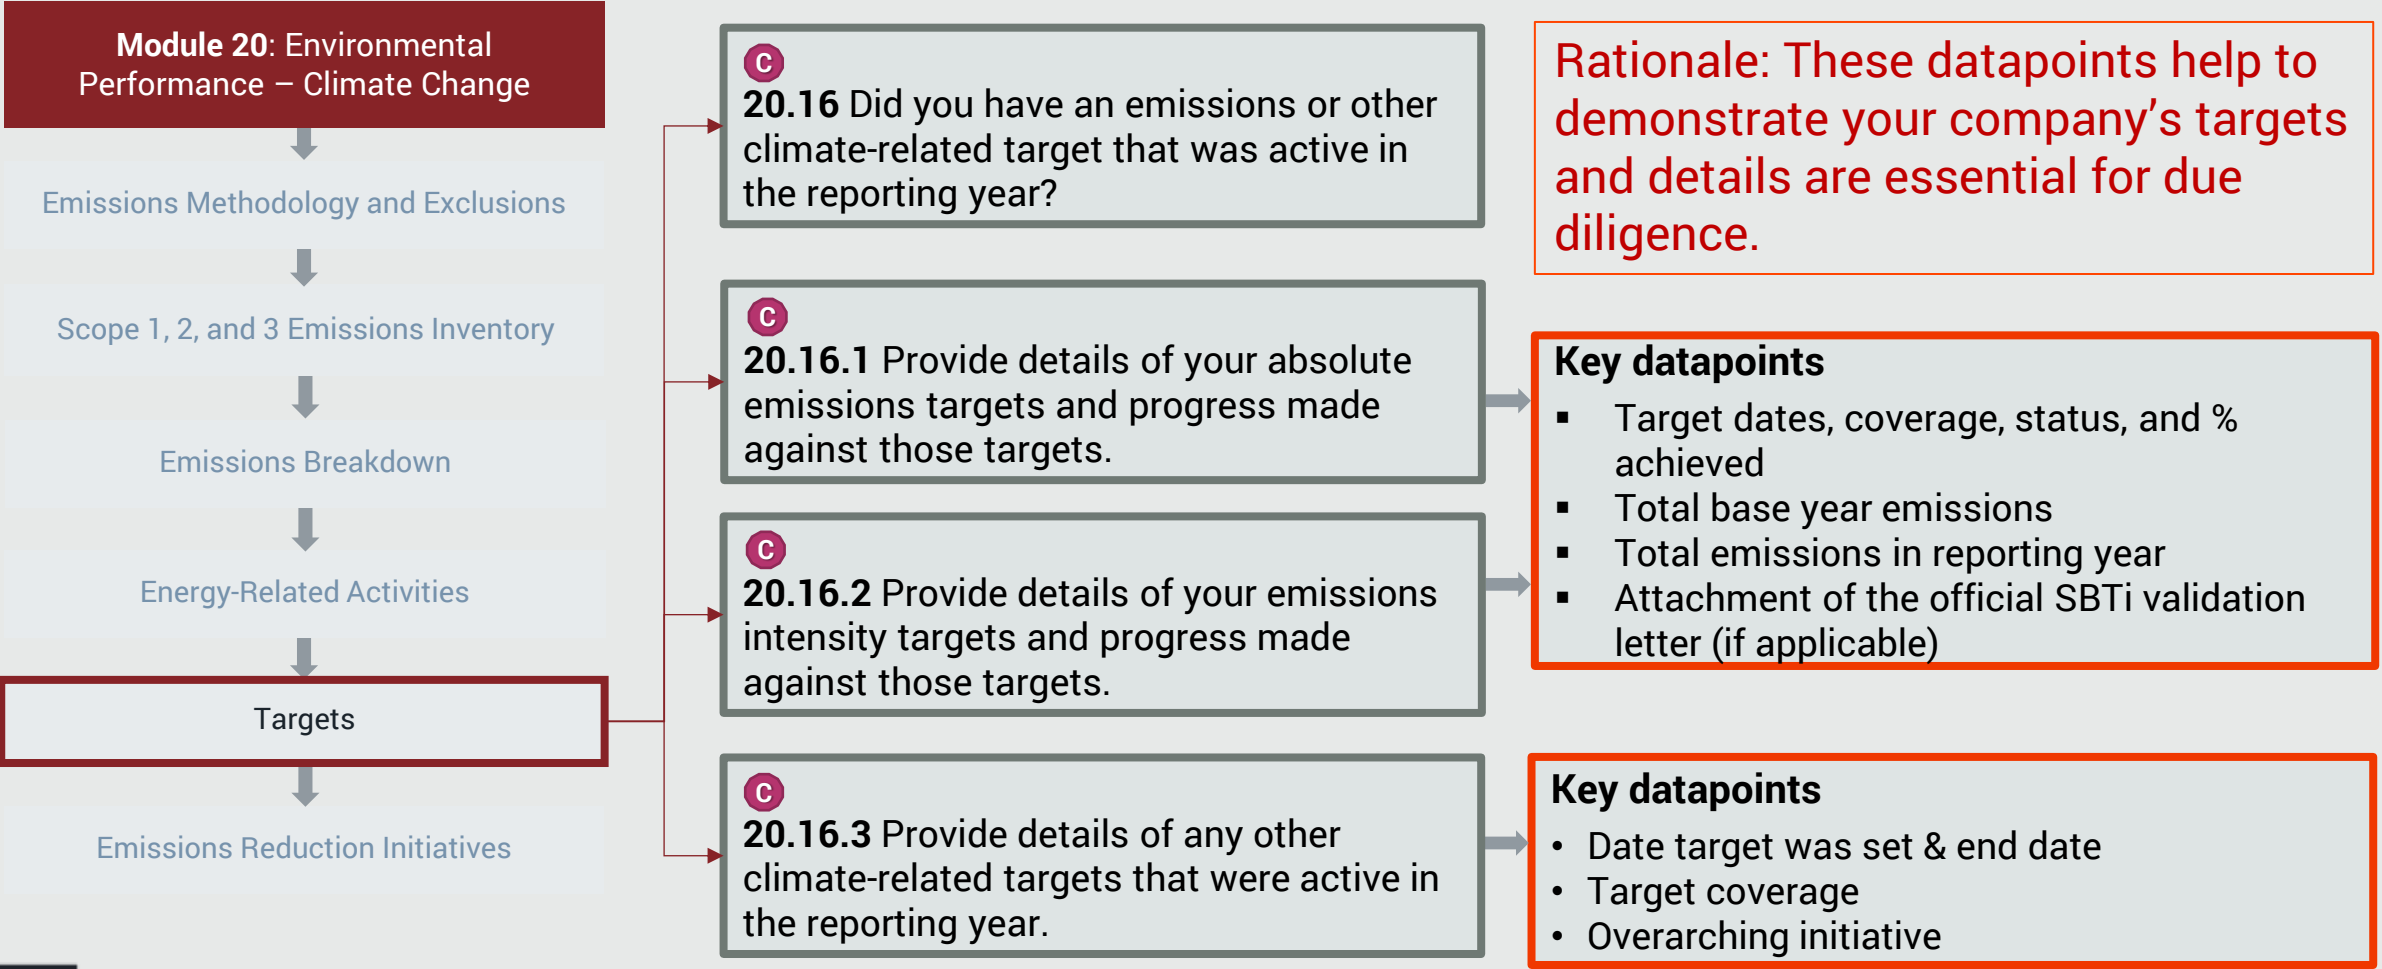 Module 20: Environmental
Performance – Climate Change
Emissions Methodology and Exclusions
Scope 1, 2, and 3 Emissions Inventory
Emissions Breakdown
Energy-Related Activities
Targets
Emissions Reduction Initiatives
C
20.16 Did you have an emissions or other
climate-related target that was active in
the reporting year?
C
20.16.1 Provide details of your absolute
emissions targets and progress made
against those targets.
C
20.16.2 Provide details of your emissions
intensity targets and progress made
against those targets.
C
20.16.3 Provide details of any other
climate-related targets that were active in
the reporting year.
Rationale: These datapoints help to
demonstrate your company’s targets
and details are essential for due
diligence.
Key datapoints
▪ Target dates, coverage, status, and %
achieved
▪ Total base year emissions
▪ Total emissions in reporting year
▪ Attachment of the official SBTi validation
letter (if applicable)
Key datapoints
• Date target was set & end date
• Target coverage
• Overarching initiative